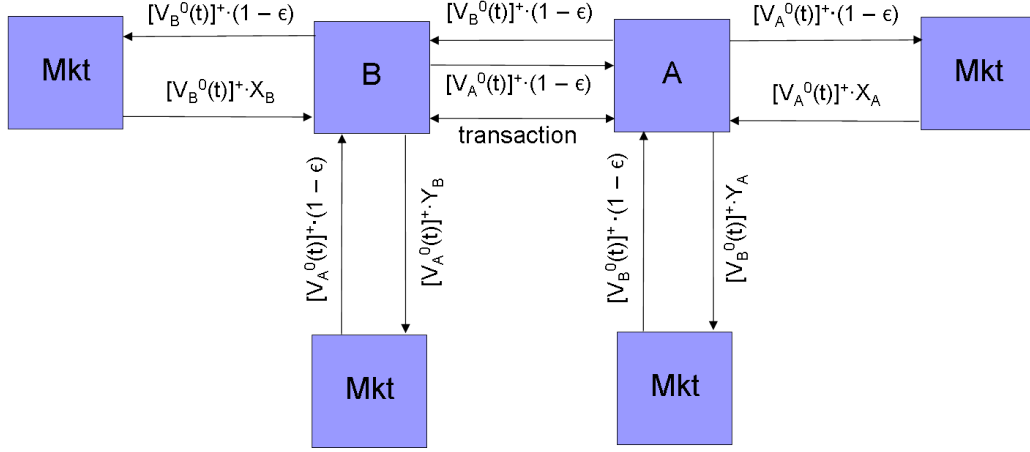 [V_B^0(t)]^+·(1 – ϵ)
[V_B^0(t)]^+·(1 – ϵ)
[V_A^0(t)]^+·(1 – ϵ)
Mkt
B
A
Mkt
[V_B^0(t)]^+·X_B
[V_A^0(t)]^+·(1 – ϵ)
[V_A^0(t)]^+·X_A
transaction
[V_A^0(t)]^+·(1 – ϵ)
[V_A^0(t)]^+·Y_B
[V_B^0(t)]^+·(1 – ϵ)
[V_B^0(t)]^+·Y_A
Mkt
Mkt